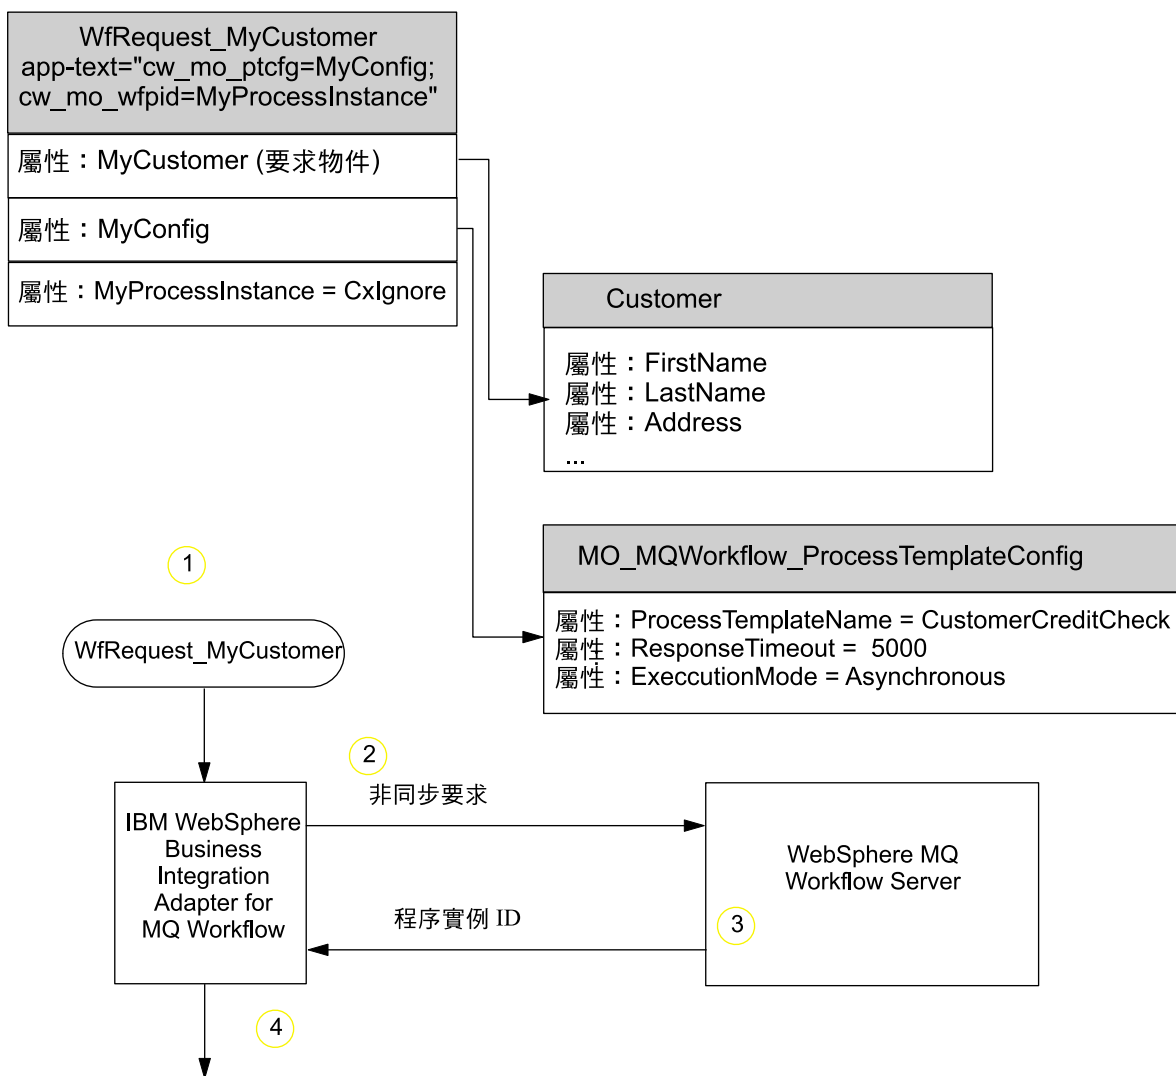 WfRequest_MyCustomer
app-text="cw_mo_ptcfg=MyConfig;
cw_mo_wfpid=MyProcessInstance"
屬性：MyCustomer (要求物件)
屬性：MyConfig
屬性：MyProcessInstance = CxIgnore
Customer
屬性：FirstName
屬性：LastName
屬性：Address
...
MO_MQWorkflow_ProcessTemplateConfig
屬性：ProcessTemplateName = CustomerCreditCheck
屬性：ResponseTimeout = 5000
屬性：ExeccutionMode = Asynchronous
1
WfRequest_MyCustomer
2
非同步要求
IBM WebSphere
Business
Integration
Adapter for
MQ Workflow
WebSphere MQ
Workflow Server
程序實例 ID
3
4